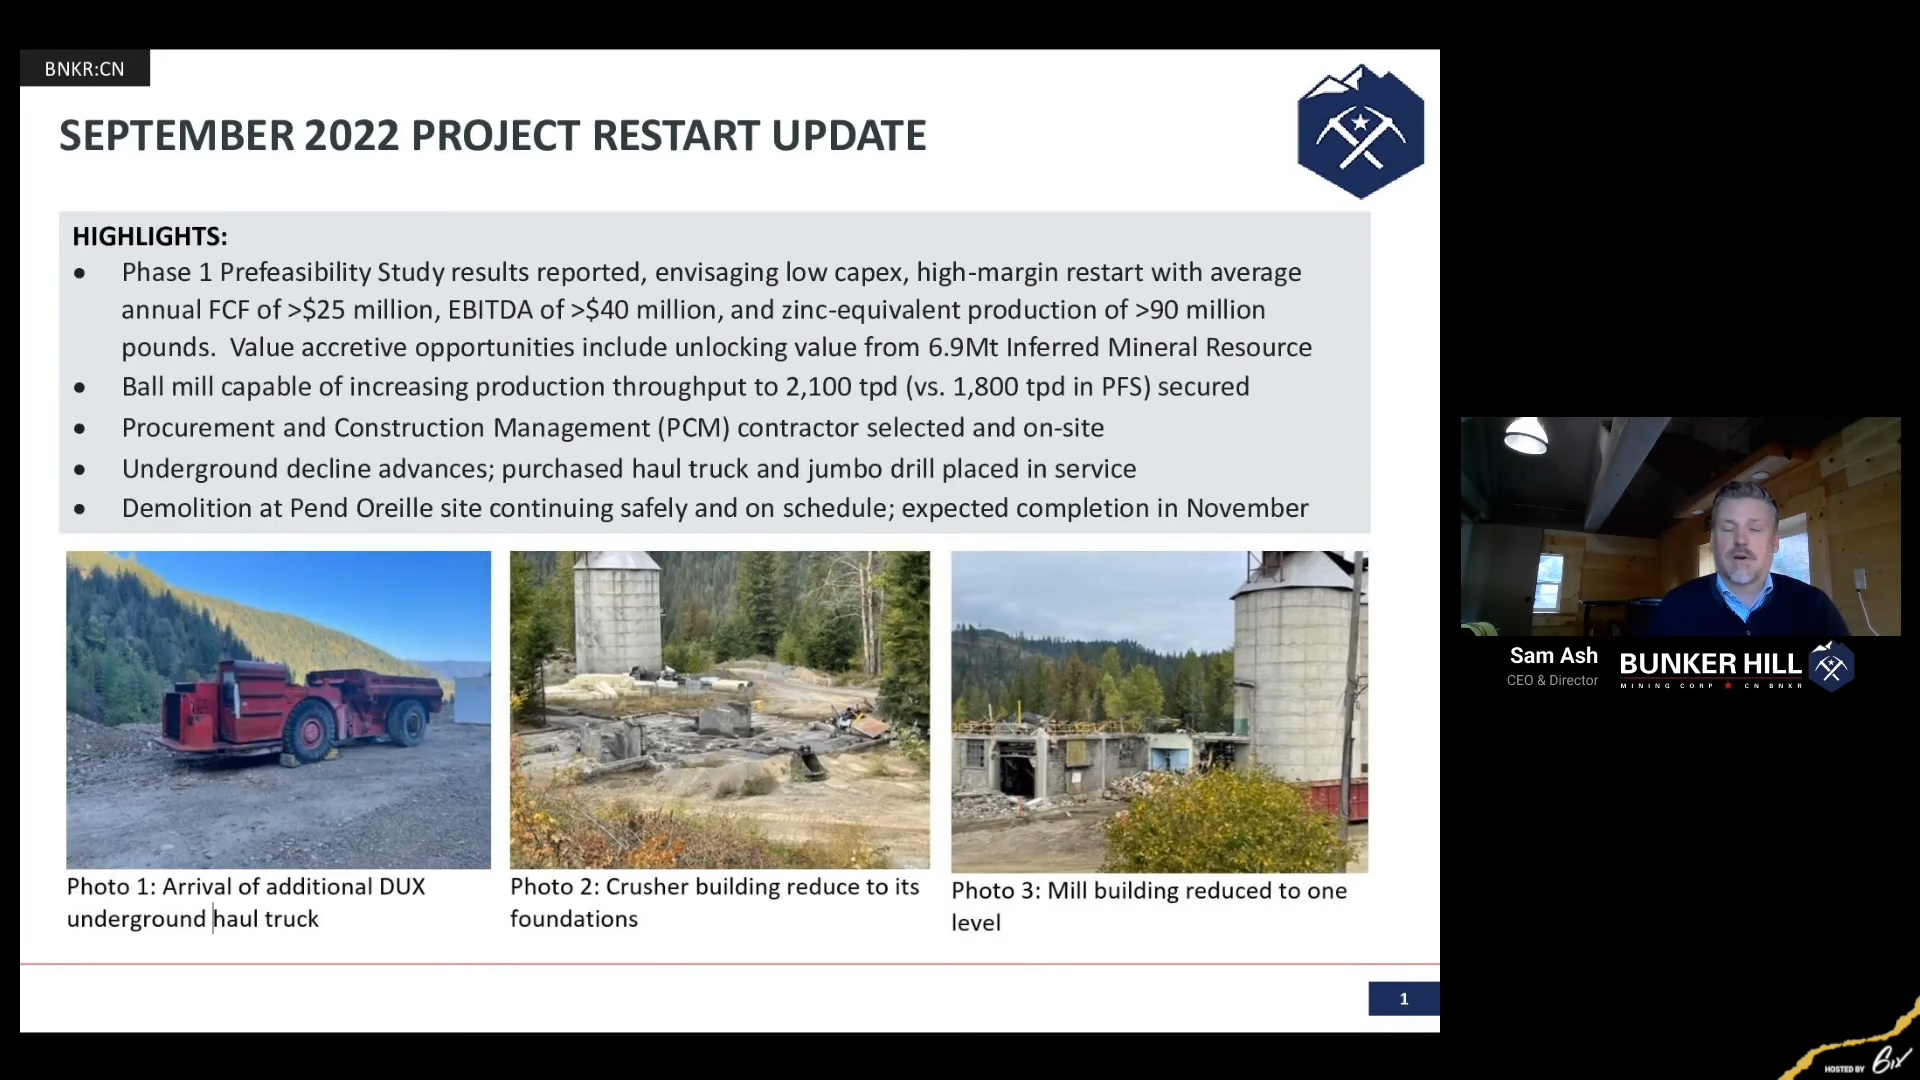 BNKR:CN
SEPTEMBER 2022 PROJECT RESTART UPDATE
HIGHLIGHTS:
• Phase 1 Prefeasibility Study results reported, envisaging low capex, high-margin restart with average
annual FCF of >$25 million, EBITDA of >$40 million, and zinc-equivalent production of >90 million
pounds.  Value accretive opportunities include unlocking value from 6.9Mt Inferred Mineral Resource
• Ball mill capable of increasing production throughput to 2,100 tpd (vs. 1,800 tpd in PFS) secured
• Procurement and Construction Management (PCM) contractor selected and on-site
• Underground decline advances; purchased haul truck and jumbo drill placed in service
• Demolition at Pend Oreille site continuing safely and on schedule; expected completion in November
Photo 1: Arrival of additional DUX
underground haul truck
Photo 2: Crusher building reduce to its
foundations
Photo 3: Mill building reduced to one
level
1
Sam Ash
CEO & Director
BUNKER HILL
MINING CORP ★ CN BNKR
HOSTED BY 6ix